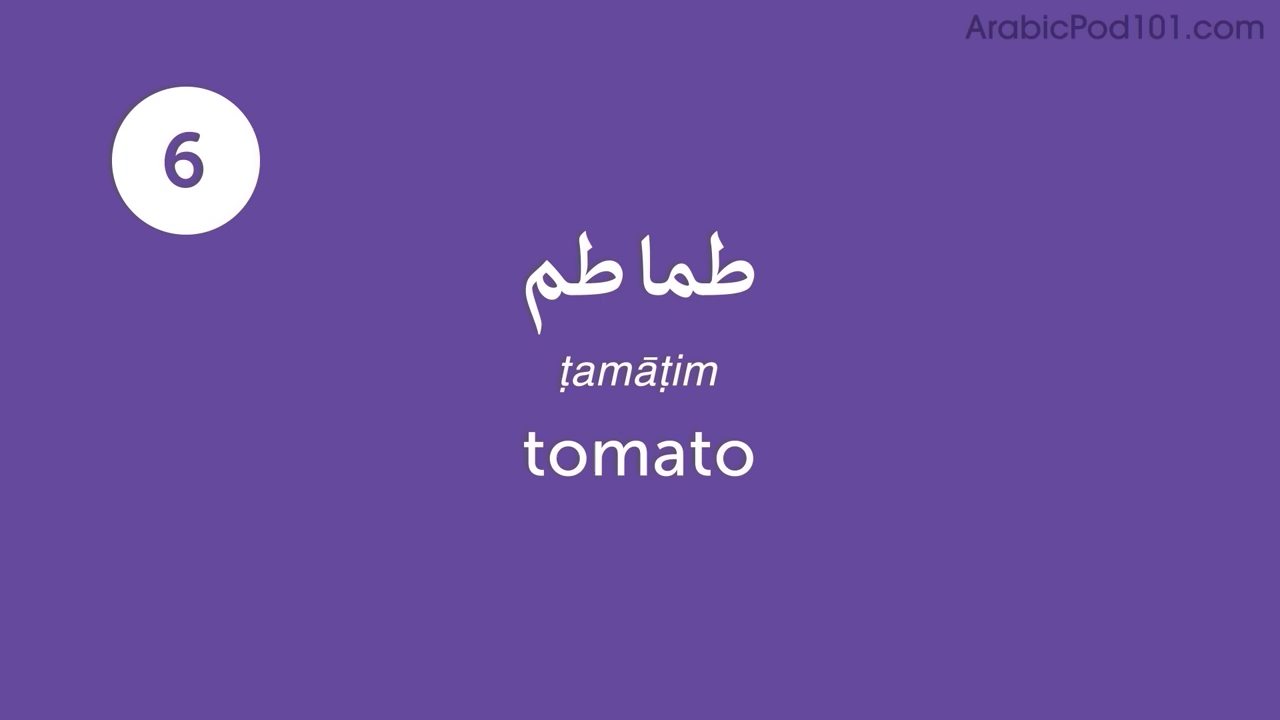 ArabicPod101.com
6
طماطم
ṭamāṭim
tomato